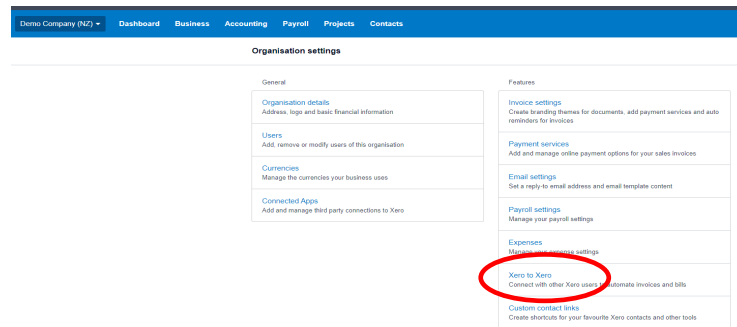 Demo Company (NZ) Dashboard Business Accounting Payroll Projects Contacts
Organisation settings
General
Organisation details
Address, logo and basic financial information
Users
Add, remove or modify users of this organisation
Currencies
Manage the currencies your business uses
Connected Apps
Add and manage third party connections to Xero
Features
Invoice settings
Create branding themes for documents, add payment services and auto
reminders for invoices
Payment services
Add and manage online payment options for your sales invoices
Email settings
Set a reply-to email address and email template content
Payroll settings
Manage your payroll settings
Expenses
Manage your expense settings
Xero to Xero
Connect with other Xero users to automate invoices and bills
Custom contact links
Create shortcuts for your favourite Xero contacts and other tools